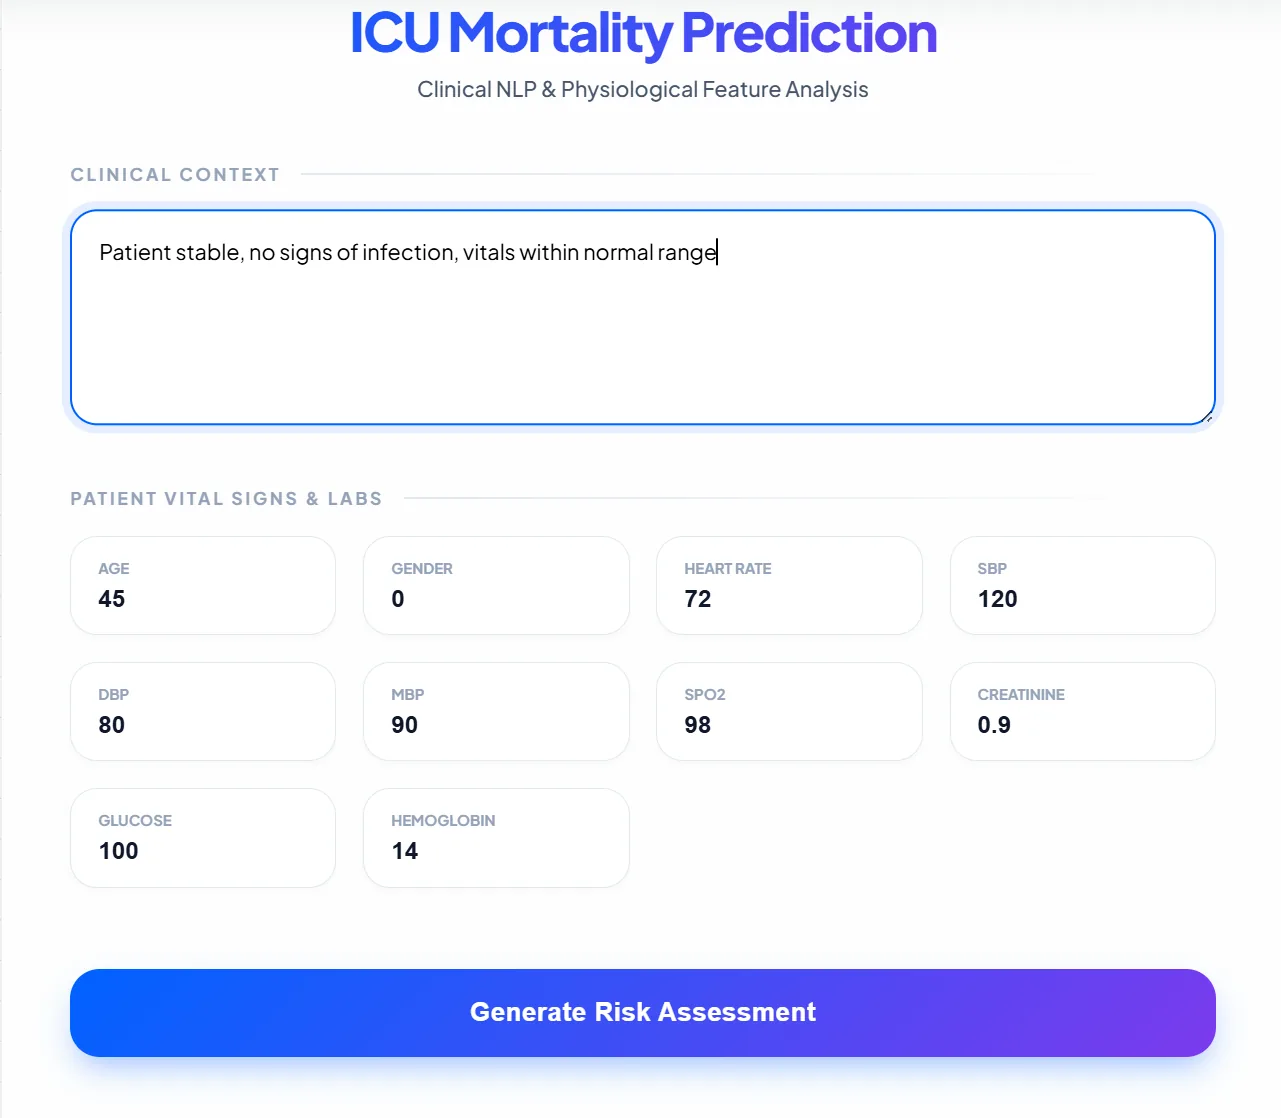 ICU Mortality Prediction
Clinical NLP & Physiological Feature Analysis
CLINICAL CONTEXT
Patient stable, no signs of infection, vitals within normal range
PATIENT VITAL SIGNS & LABS
AGE
45
GENDER
0
HEART RATE
72
SBP
120
DBP
80
MBP
90
SPO2
98
CREATININE
0.9
GLUCOSE
100
HEMOGLOBIN
14
Generate Risk Assessment